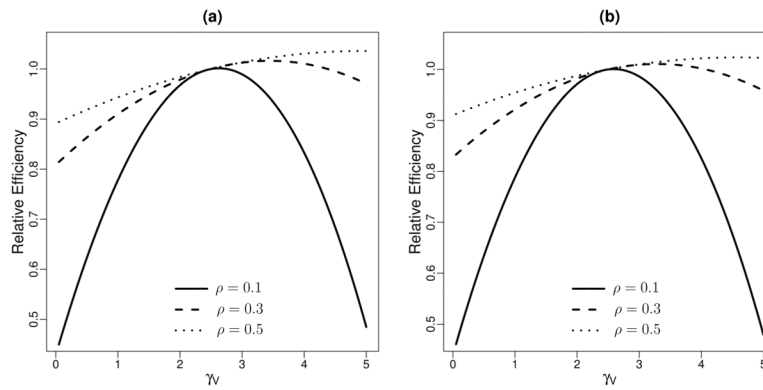 (a)
Relative Efficiency
1.0
0.9
0.8
0.7
0.6
0.5
ρ = 0.1
ρ = 0.3
ρ = 0.5
0 1 2 3 4 5
γV
(b)
Relative Efficiency
1.0
0.9
0.8
0.7
0.6
0.5
ρ = 0.1
ρ = 0.3
ρ = 0.5
0 1 2 3 4 5
γV